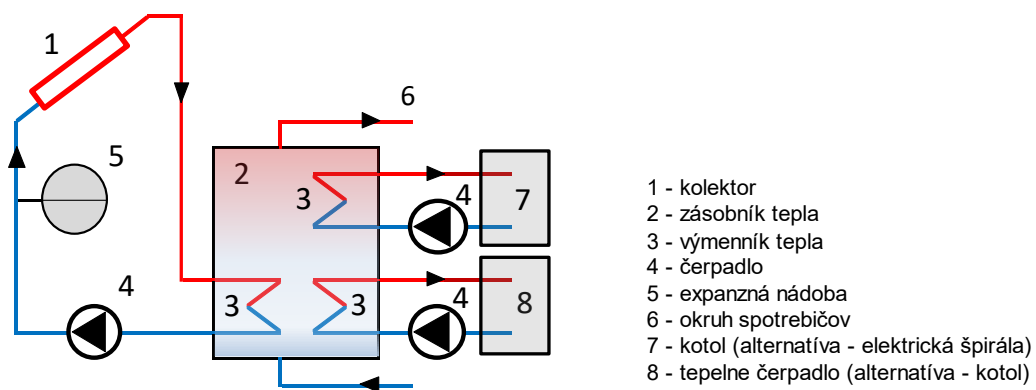 1
6
5
2
3
4
7
4
3
3
4
8
1 - kolektor
2 - zásobník tepla
3 - výmenník tepla
4 - čerpadlo
5 - expanzná nádoba
6 - okruh spotrebičov
7 - kotol (alternatíva - elektrická špirála)
8 - tepelne čerpadlo (alternatíva - kotol)